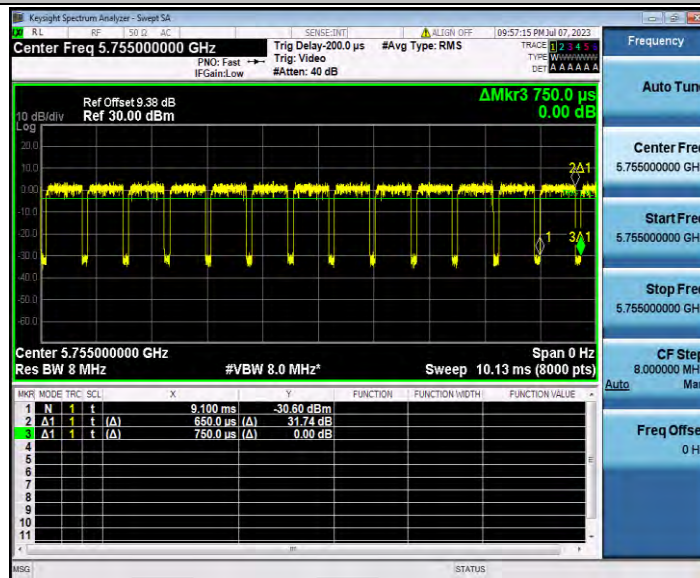 Keysight Spectrum Analyzer - Swept SA
RL RF 50 Ω AC SENSE:INT ALIGN OFF 09:57:15 PM Jul 07, 2023
Center Freq 5.755000000 GHz
Trig Delay-200.0 µs #Avg Type: RMS
PNO: Fast Trig: Video
IFGain:Low #Atten: 40 dB
TRACE 1 2 3 4 5 6
TYPE W
DET A A A A A A
Frequency
Ref Offset 9.38 dB
10 dB/div Ref 30.00 dBm
ΔMkr3 750.0 µs
0.00 dB
Log
20.0
10.0
0.00
-10.0
-20.0
-30.0
-40.0
-50.0
-60.0
2Δ1
1
3Δ1
Center 5.755000000 GHz Span 0 Hz
Res BW 8 MHz #VBW 8.0 MHz* Sweep 10.13 ms (8000 pts)
MKR MODE TRC SCL X Y FUNCTION FUNCTION WIDTH FUNCTION VALUE
1 N 1 t 9.100 ms -30.60 dBm
2 Δ1 1 t (Δ) 650.0 µs (Δ) 31.74 dB
3 Δ1 1 t (Δ) 750.0 µs (Δ) 0.00 dB
4
5
6
7
8
9
10
11
MSG STATUS
Auto Tun
Center Fre
5.755000000 GH
Start Fre
5.755000000 GH
Stop Fre
5.755000000 GH
CF Ste
8.000000 MH
Auto Ma
Freq Offse
0 H